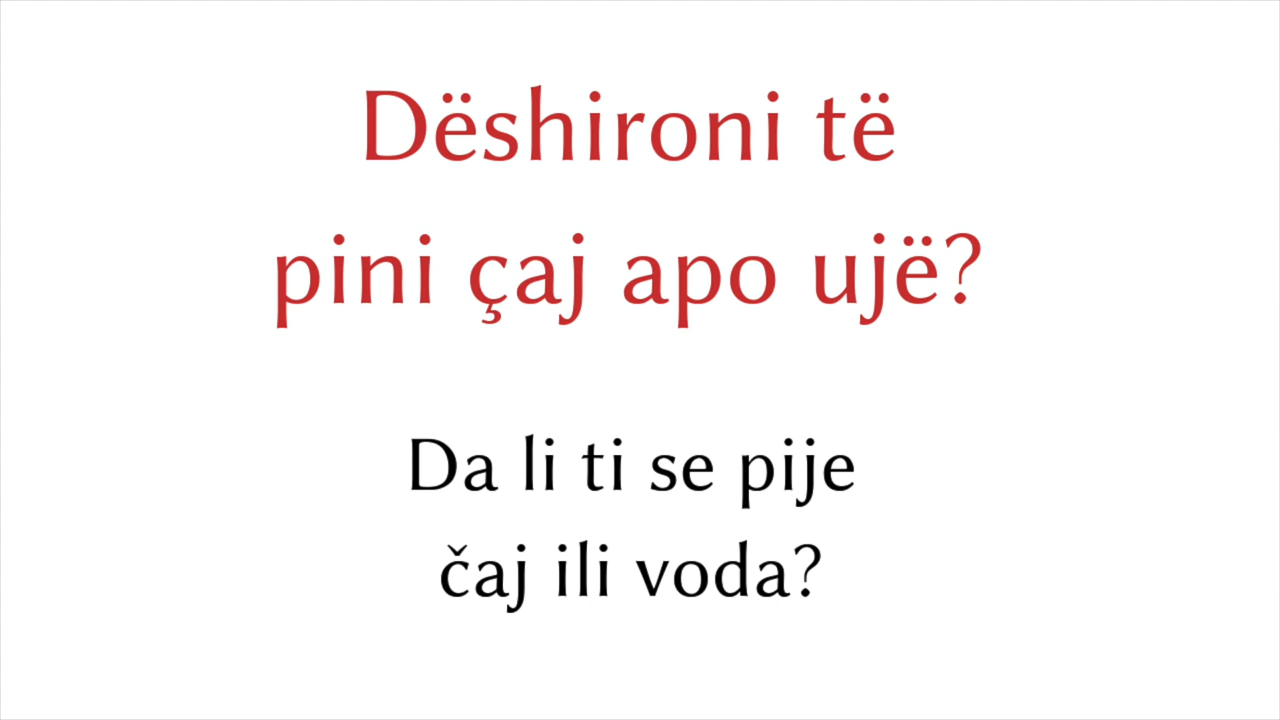 Dëshironi të
pini çaj apo ujë?
Da li ti se pije
čaj ili voda?